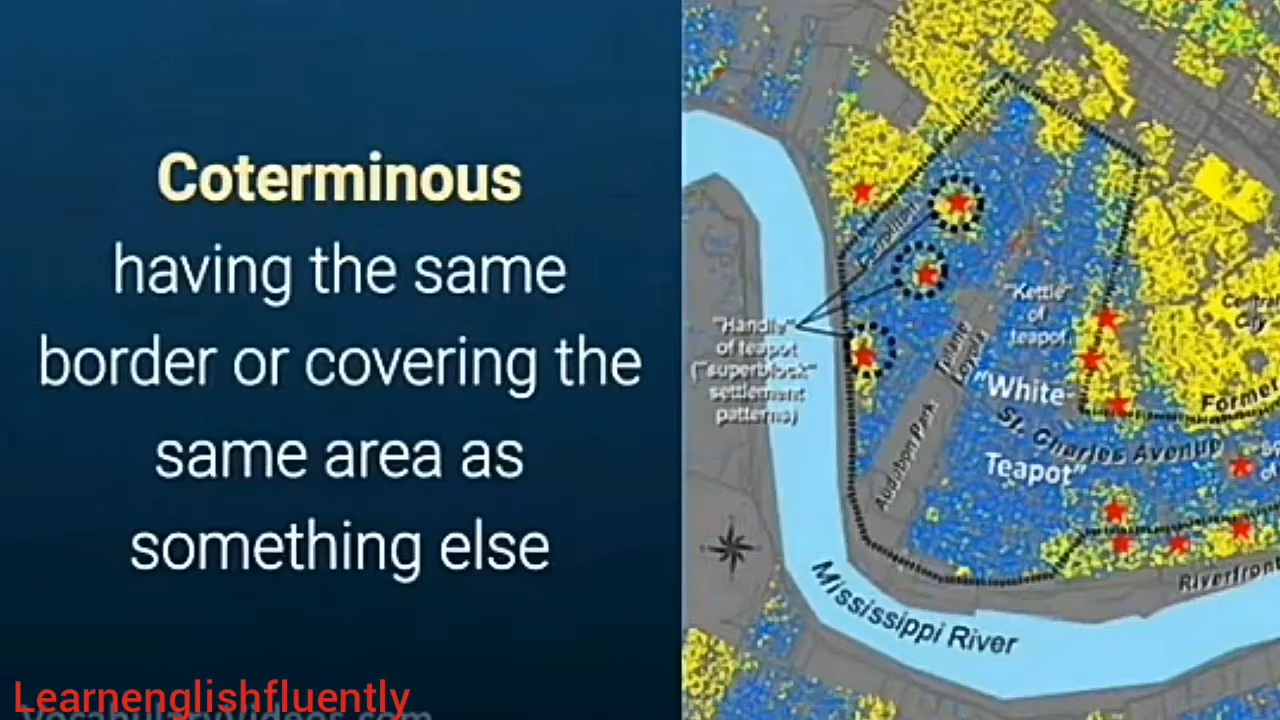 Coterminous
having the same
border or covering the
same area as
something else
Learnenglishfluently
"Handle"
of teapot
("superblock"
settlement
patterns)
"Kettle"
of
teapot
"White-
Teapot"
St. Charles Avenue
Audubon Park
Loyola
Central
City
Former
Riverfront
Mississippi River